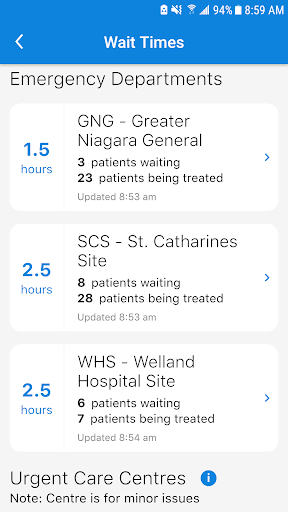 94% 8:59 AM
Wait Times
Emergency Departments
1.5
hours
GNG - Greater
Niagara General
3 patients waiting
23 patients being treated
Updated 8:53 am
2.5
hours
SCS - St. Catharines
Site
8 patients waiting
28 patients being treated
Updated 8:53 am
2.5
hours
WHS - Welland
Hospital Site
6 patients waiting
7 patients being treated
Updated 8:54 am
Urgent Care Centres
Note: Centre is for minor issues